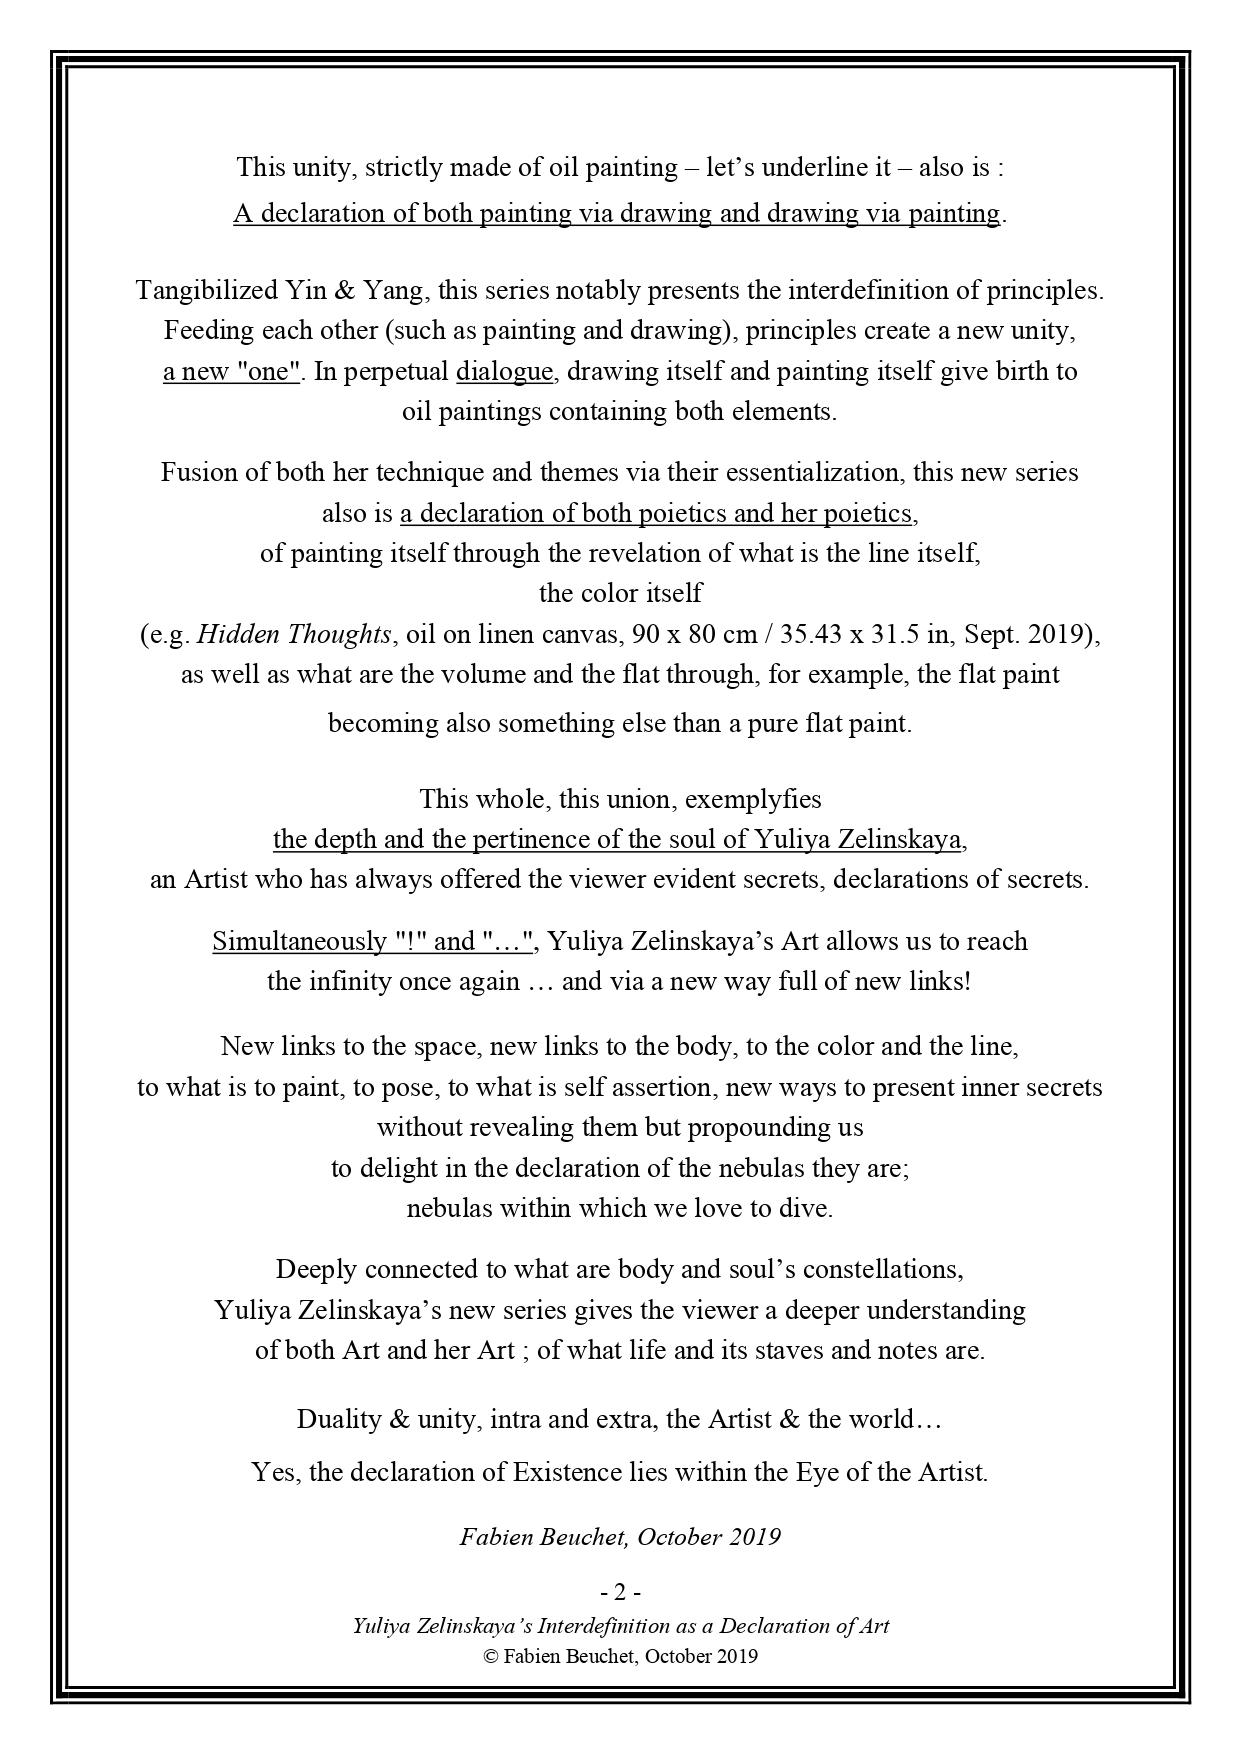 This unity, strictly made of oil painting – let’s underline it – also is :
A declaration of both painting via drawing and drawing via painting.
Tangibilized Yin & Yang, this series notably presents the interdefinition of principles.
Feeding each other (such as painting and drawing), principles create a new unity,
a new "one". In perpetual dialogue, drawing itself and painting itself give birth to
oil paintings containing both elements.
Fusion of both her technique and themes via their essentialization, this new series
also is a declaration of both poietics and her poietics,
of painting itself through the revelation of what is the line itself,
the color itself
(e.g. Hidden Thoughts, oil on linen canvas, 90 x 80 cm / 35.43 x 31.5 in, Sept. 2019),
as well as what are the volume and the flat through, for example, the flat paint
becoming also something else than a pure flat paint.
This whole, this union, exemplyfies
the depth and the pertinence of the soul of Yuliya Zelinskaya,
an Artist who has always offered the viewer evident secrets, declarations of secrets.
Simultaneously "!" and "…", Yuliya Zelinskaya’s Art allows us to reach
the infinity once again … and via a new way full of new links!
New links to the space, new links to the body, to the color and the line,
to what is to paint, to pose, to what is self assertion, new ways to present inner secrets
without revealing them but propounding us
to delight in the declaration of the nebulas they are;
nebulas within which we love to dive.
Deeply connected to what are body and soul’s constellations,
Yuliya Zelinskaya’s new series gives the viewer a deeper understanding
of both Art and her Art ; of what life and its staves and notes are.
Duality & unity, intra and extra, the Artist & the world…
Yes, the declaration of Existence lies within the Eye of the Artist.
Fabien Beuchet, October 2019
- 2 -
Yuliya Zelinskaya’s Interdefinition as a Declaration of Art
© Fabien Beuchet, October 2019